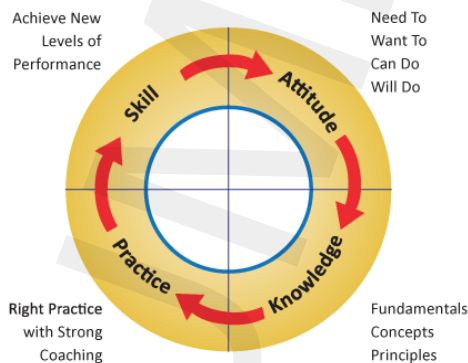 Achieve New
Levels of
Performance
Need To
Want To
Can Do
Will Do
Skill
Attitude
Practice
Knowledge
Right Practice
with Strong
Coaching
Fundamentals
Concepts
Principles